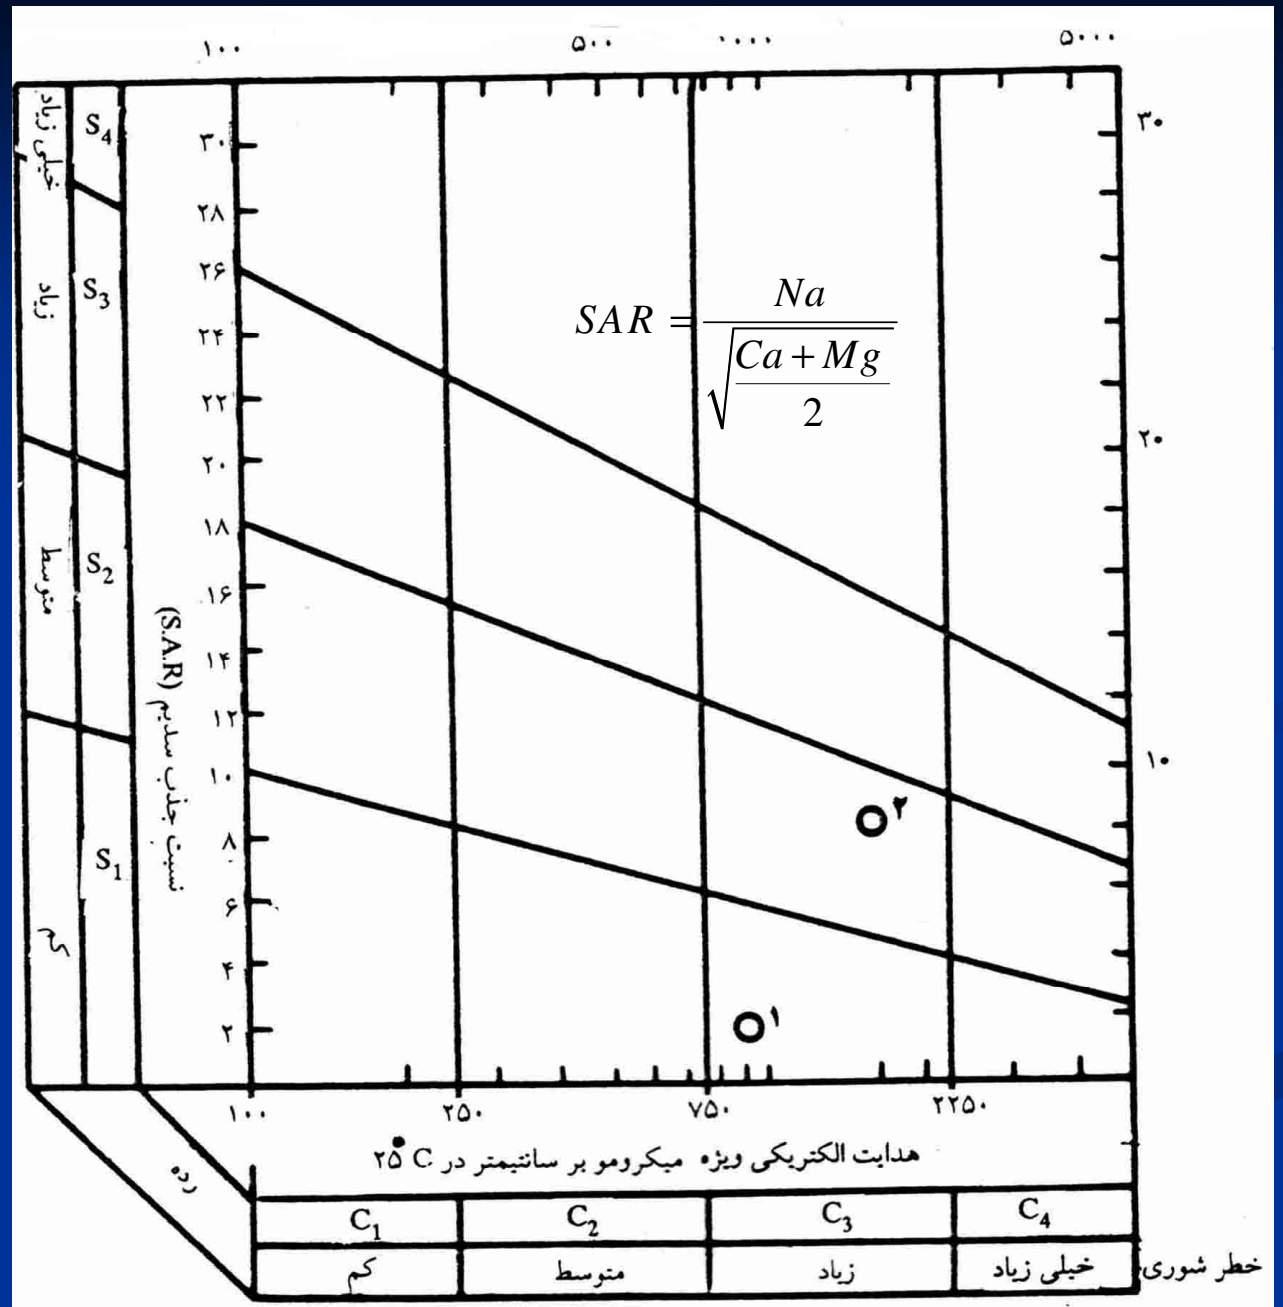 ۱۰۰ ۵۰۰ ۱۰۰۰ ۵۰۰۰
خیلی زیاد
S4
زیاد
S3
متوسط
S2
کم
S1
نسبت جذب سدیم (S.A.R)
۳۰
۲۸
۲۶
۲۴
۲۲
۲۰
۱۸
۱۶
۱۴
۱۲
۱۰
۸
۶
۴
۲
SAR = Na / √((Ca + Mg) / 2)
۳۰
۲۰
۱۰
۲
۱
۱۰۰ ۲۵۰ ۷۵۰ ۲۲۵۰
هدایت الکتریکی ویژه میکرومو بر سانتیمتر در ۲۵°C
رده
C1 C2 C3 C4
کم متوسط زیاد خیلی زیاد
خطر شوری